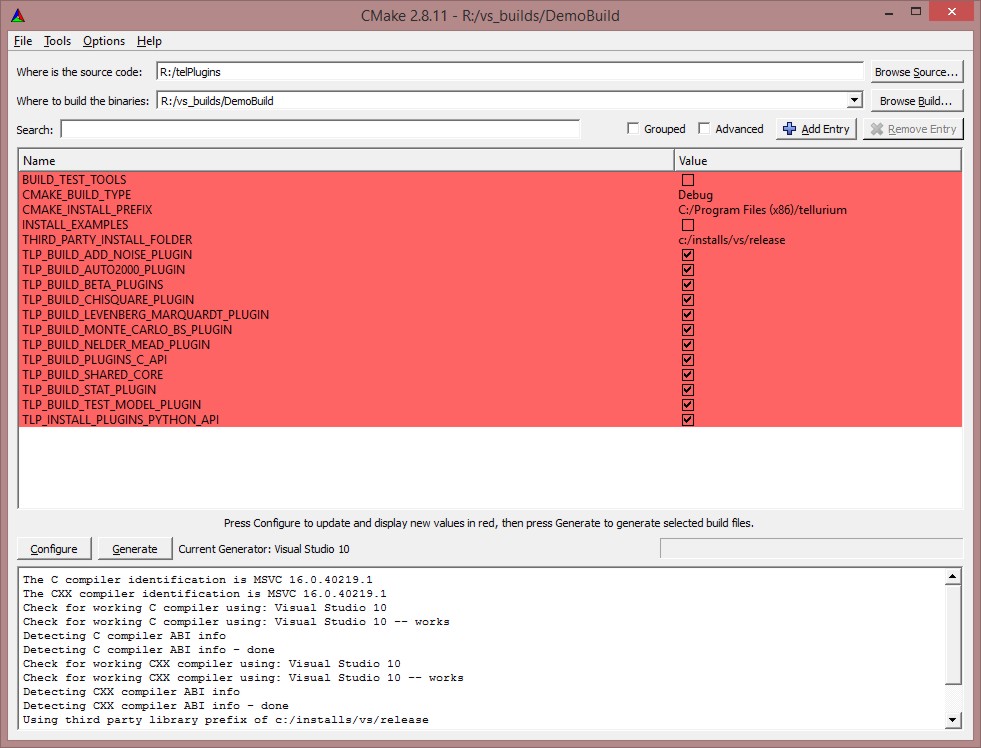 CMake 2.8.11 - R:/vs_builds/DemoBuild
File Tools Options Help
Where is the source code: R:/telPlugins Browse Source...
Where to build the binaries: R:/vs_builds/DemoBuild Browse Build...
Search: Grouped Advanced Add Entry Remove Entry
Name Value
BUILD_TEST_TOOLS
CMAKE_BUILD_TYPE Debug
CMAKE_INSTALL_PREFIX C:/Program Files (x86)/tellurium
INSTALL_EXAMPLES
THIRD_PARTY_INSTALL_FOLDER c:/installs/vs/release
TLP_BUILD_ADD_NOISE_PLUGIN
TLP_BUILD_AUTO2000_PLUGIN
TLP_BUILD_BETA_PLUGINS
TLP_BUILD_CHISQUARE_PLUGIN
TLP_BUILD_LEVENBERG_MARQUARDT_PLUGIN
TLP_BUILD_MONTE_CARLO_BS_PLUGIN
TLP_BUILD_NELDER_MEAD_PLUGIN
TLP_BUILD_PLUGINS_C_API
TLP_BUILD_SHARED_CORE
TLP_BUILD_STAT_PLUGIN
TLP_BUILD_TEST_MODEL_PLUGIN
TLP_INSTALL_PLUGINS_PYTHON_API
Press Configure to update and display new values in red, then press Generate to generate selected build files.
Configure Generate Current Generator: Visual Studio 10
The C compiler identification is MSVC 16.0.40219.1
The CXX compiler identification is MSVC 16.0.40219.1
Check for working C compiler using: Visual Studio 10
Check for working C compiler using: Visual Studio 10 -- works
Detecting C compiler ABI info
Detecting C compiler ABI info - done
Check for working CXX compiler using: Visual Studio 10
Check for working CXX compiler using: Visual Studio 10 -- works
Detecting CXX compiler ABI info
Detecting CXX compiler ABI info - done
Using third party library prefix of c:/installs/vs/release